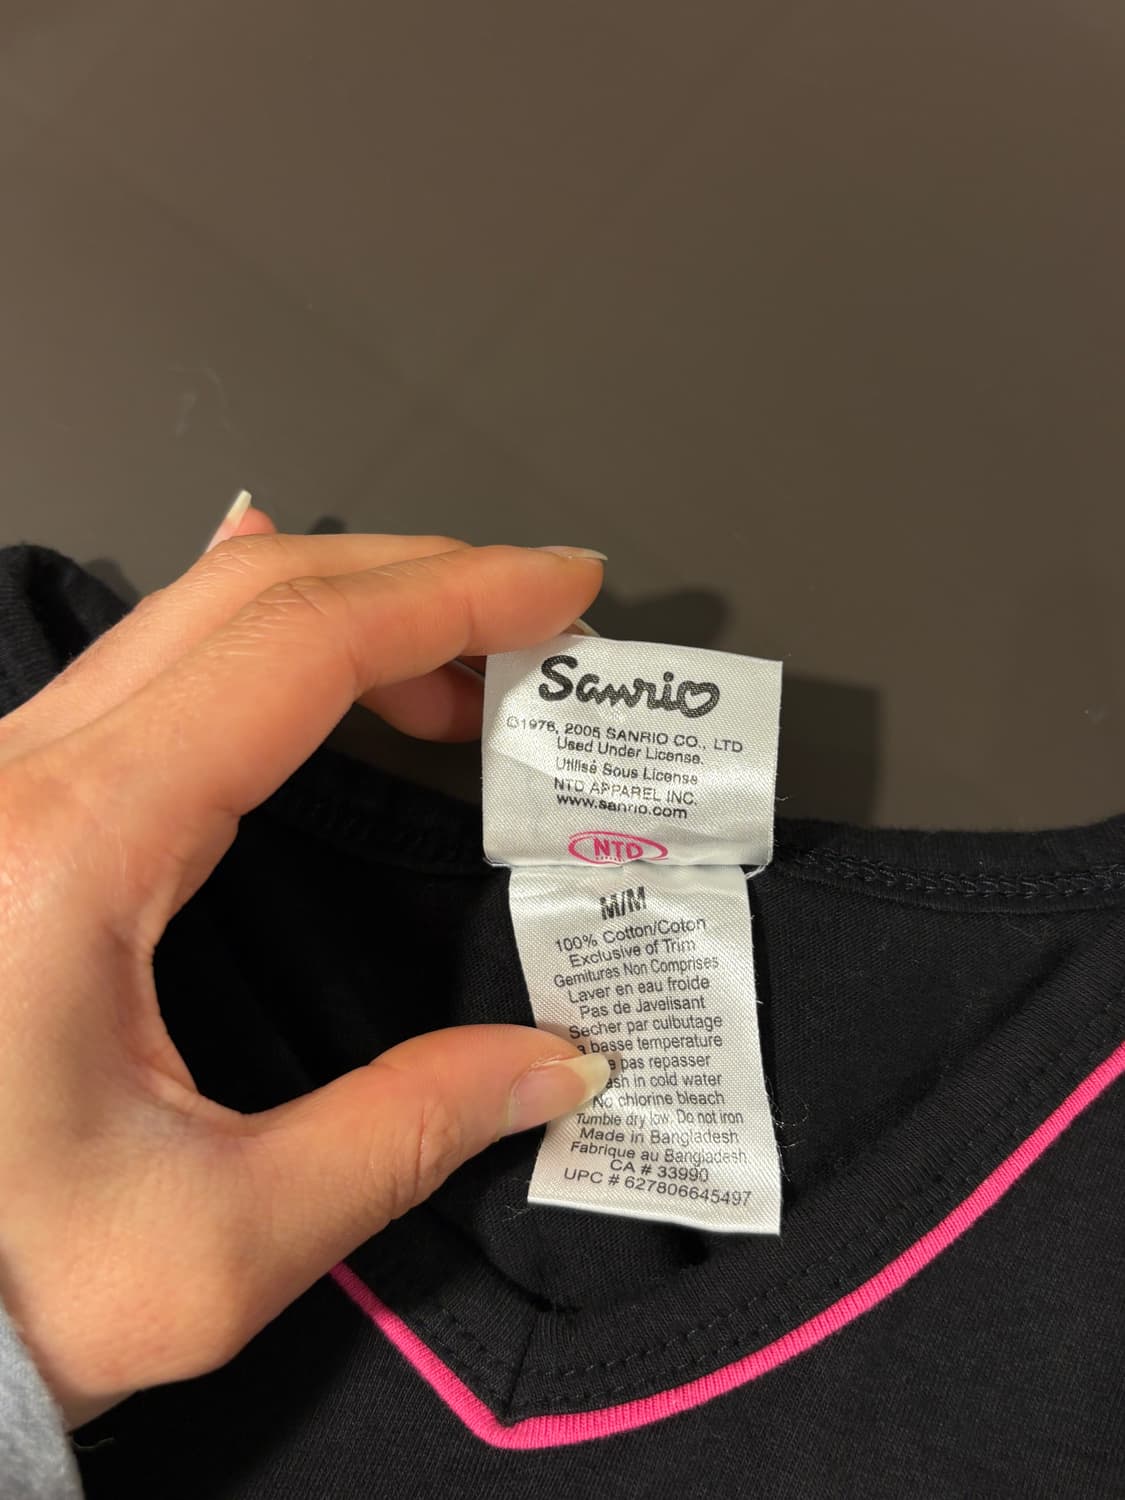 Sanrio
©1976, 2005 SANRIO CO., LTD
Used Under License.
Utilisé Sous License
NTD APPAREL INC.
www.sanrio.com
NTD
M/M
100% Cotton/Coton
Exclusive of Trim
Gemitures Non Comprises
Laver en eau froide
Pas de Javelisant
Secher par culbutage
a basse temperature
pas repasser
in cold water
No chlorine bleach
Tumble dry low. Do not iron
Made in Bangladesh
Fabrique au Bangladesh.
CA # 33990
UPC # 627806645497